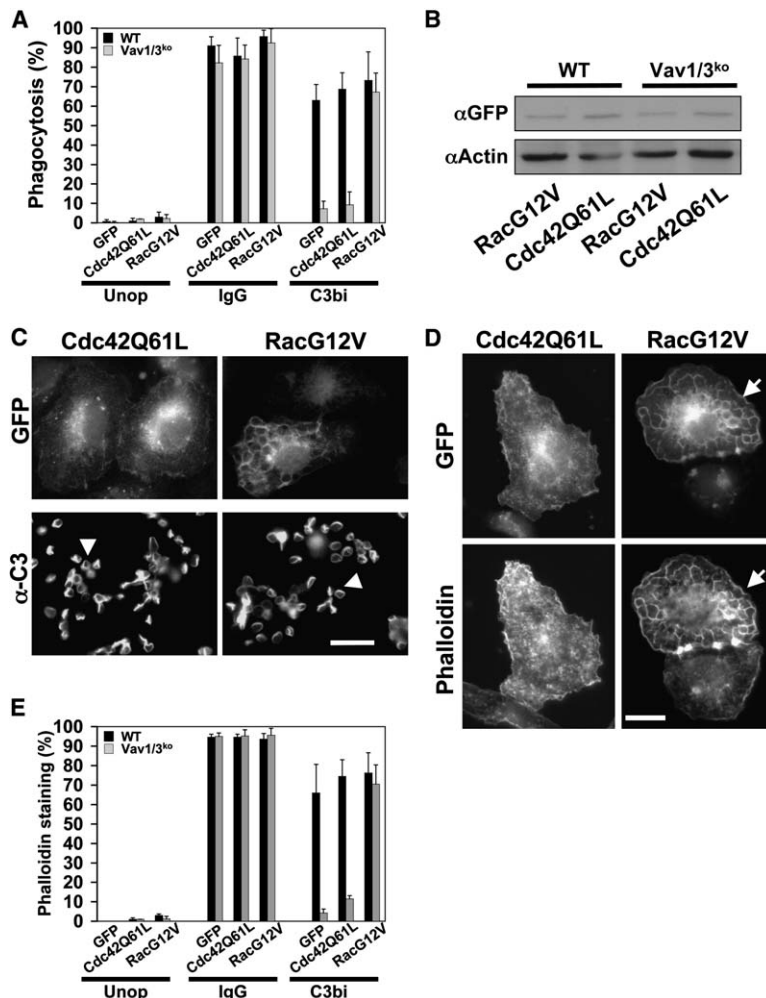 A
WT
Vav1/3ko
Phagocytosis (%)
100
90
80
70
60
50
40
30
20
10
0
GFP
Cdc42Q61L
RacG12V
GFP
Cdc42Q61L
RacG12V
GFP
Cdc42Q61L
RacG12V
Unop
IgG
C3bi
B
WT
Vav1/3ko
αGFP
αActin
RacG12V
Cdc42Q61L
RacG12V
Cdc42Q61L
C
Cdc42Q61L
RacG12V
GFP
α-C3
D
Cdc42Q61L
RacG12V
GFP
Phalloidin
E
WT
Vav1/3ko
Phalloidin staining (%)
100
90
80
70
60
50
40
30
20
10
0
GFP
Cdc42Q61L
RacG12V
GFP
Cdc42Q61L
RacG12V
GFP
Cdc42Q61L
RacG12V
Unop
IgG
C3bi